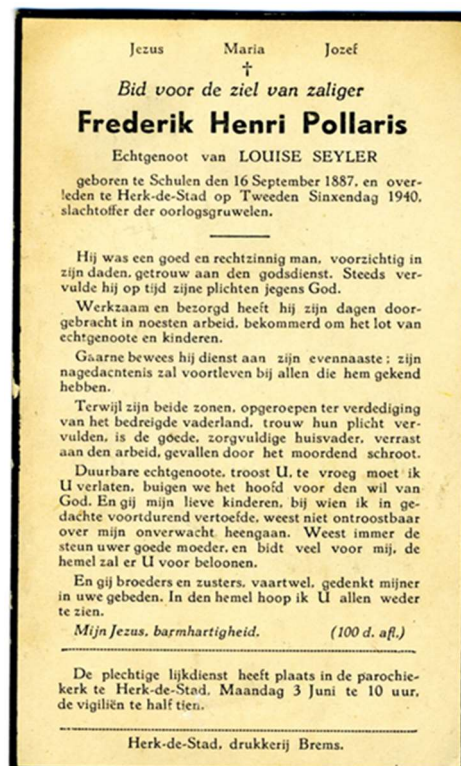 Jezus Maria Jozef
†
Bid voor de ziel van zaliger
Frederik Henri Pollaris
Echtgenoot van LOUISE SEYLER
geboren te Schulen den 16 September 1887, en over-
leden te Herk-de-Stad op Tweeden Sinxendag 1940,
slachtoffer der oorlogsgruwelen.
Hij was een goed en rechtzinnig man, voorzichtig in
zijn daden, getrouw aan den godsdienst. Steeds ver-
vulde hij op tijd zijne plichten jegens God.
Werkzaam en bezorgd heeft hij zijn dagen door-
gebracht in noesten arbeid, bekommerd om het lot van
echtgenoote en kinderen.
Gaarne bewees hij dienst aan zijn evennaaste ; zijn
nagedachtenis zal voortleven bij allen die hem gekend
hebben.
Terwijl zijn beide zonen, opgeroepen ter verdediging
van het bedreigde vaderland, trouw hun plicht ver-
vulden, is de goede, zorgvuldige huisvader, verrast
aan den arbeid, gevallen door het moordend schroot.
Duurbare echtgenoote, troost U, te vroeg moet ik
U verlaten, buigen we het hoofd voor den wil van
God. En gij mijn lieve kinderen, bij wien ik in ge-
dachte voortdurend vertoefde, weest niet ontroostbaar
over mijn onverwacht heengaan. Weest immer de
steun uwer goede moeder, en bidt veel voor mij, de
hemel zal er U voor beloonen.
En gij broeders en zusters, vaartwel, gedenkt mijner
in uwe gebeden. In den hemel hoop ik U allen weder
te zien.
Mijn Jezus, barmhartigheid. (100 d. afl.)
De plechtige lijkdienst heeft plaats in de parochie-
kerk te Herk-de-Stad, Maandag 3 Juni te 10 uur,
de vigiliën te half tien.
Herk-de-Stad, drukkerij Brems.